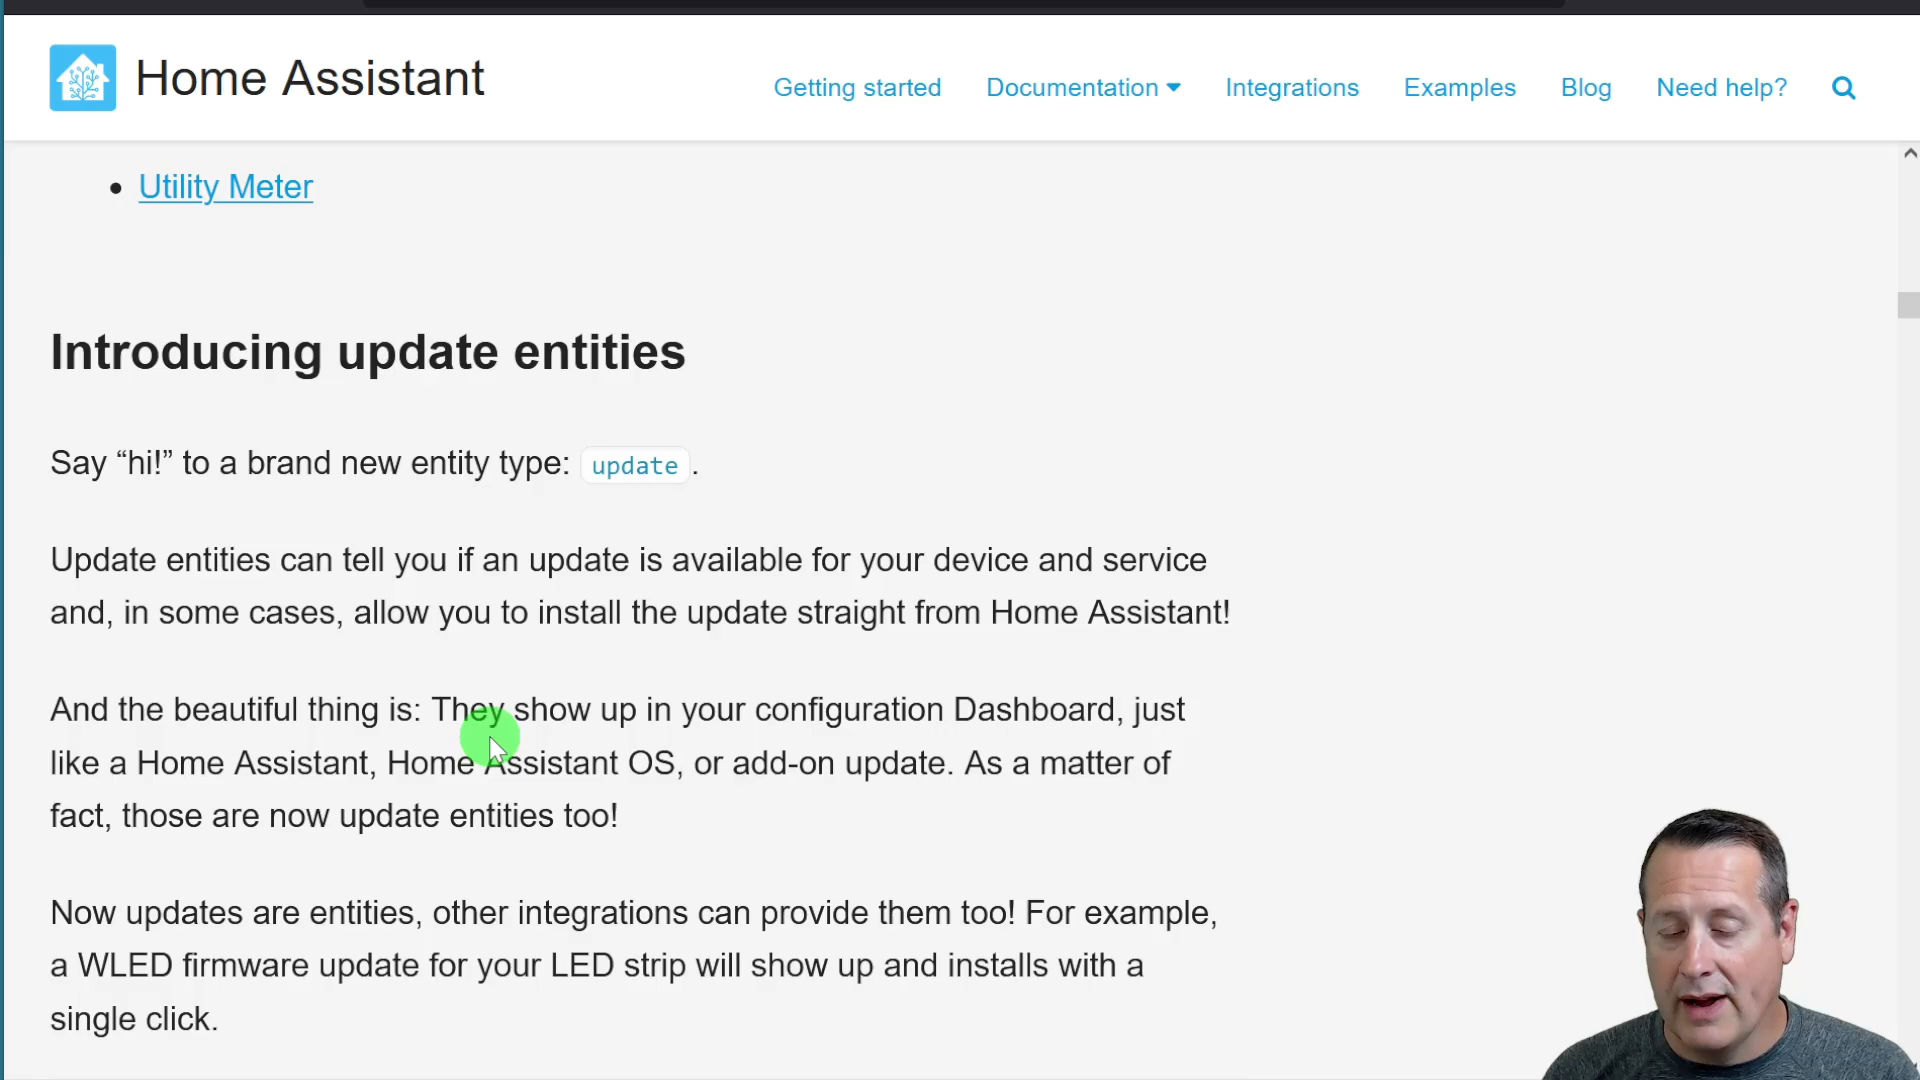 Home Assistant
Getting started Documentation Integrations Examples Blog Need help?
• Utility Meter
Introducing update entities
Say “hi!” to a brand new entity type: update .
Update entities can tell you if an update is available for your device and service
and, in some cases, allow you to install the update straight from Home Assistant!
And the beautiful thing is: They show up in your configuration Dashboard, just
like a Home Assistant, Home Assistant OS, or add-on update. As a matter of
fact, those are now update entities too!
Now updates are entities, other integrations can provide them too! For example,
a WLED firmware update for your LED strip will show up and installs with a
single click.